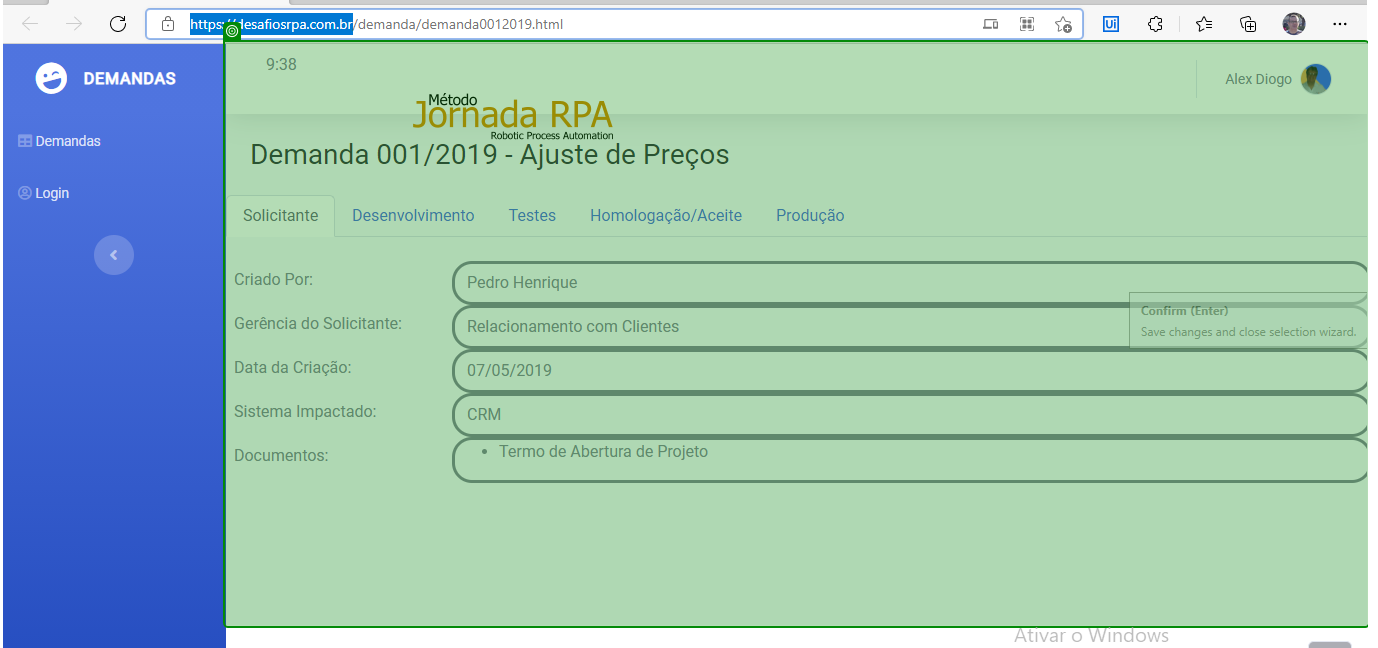 https://desafiosrpa.com.br/demanda/demanda0012019.html
Ui
DEMANDAS
Demandas
Login
9:38
Alex Diogo
Método
Jornada RPA
Robotic Process Automation
Demanda 001/2019 - Ajuste de Preços
Solicitante Desenvolvimento Testes Homologação/Aceite Produção
Criado Por: Pedro Henrique
Confirm (Enter)
Save changes and close selection wizard.
Gerência do Solicitante: Relacionamento com Clientes
Data da Criação: 07/05/2019
Sistema Impactado: CRM
Documentos: • Termo de Abertura de Projeto
Ativar o Windows